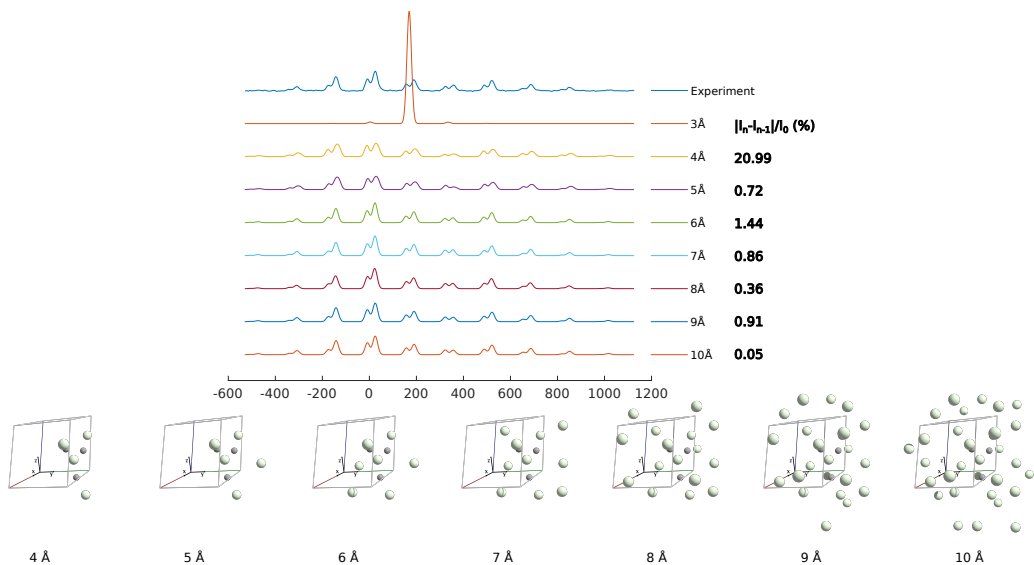 Experiment
3Å |Iₙ-Iₙ₋₁|/I₀ (%)
4Å 20.99
5Å 0.72
6Å 1.44
7Å 0.86
8Å 0.36
9Å 0.91
10Å 0.05
-600 -400 -200 0 200 400 600 800 1000 1200
z x Y z x Y z x Y z x Y z x Y z x Y z x Y
4 Å 5 Å 6 Å 7 Å 8 Å 9 Å 10 Å